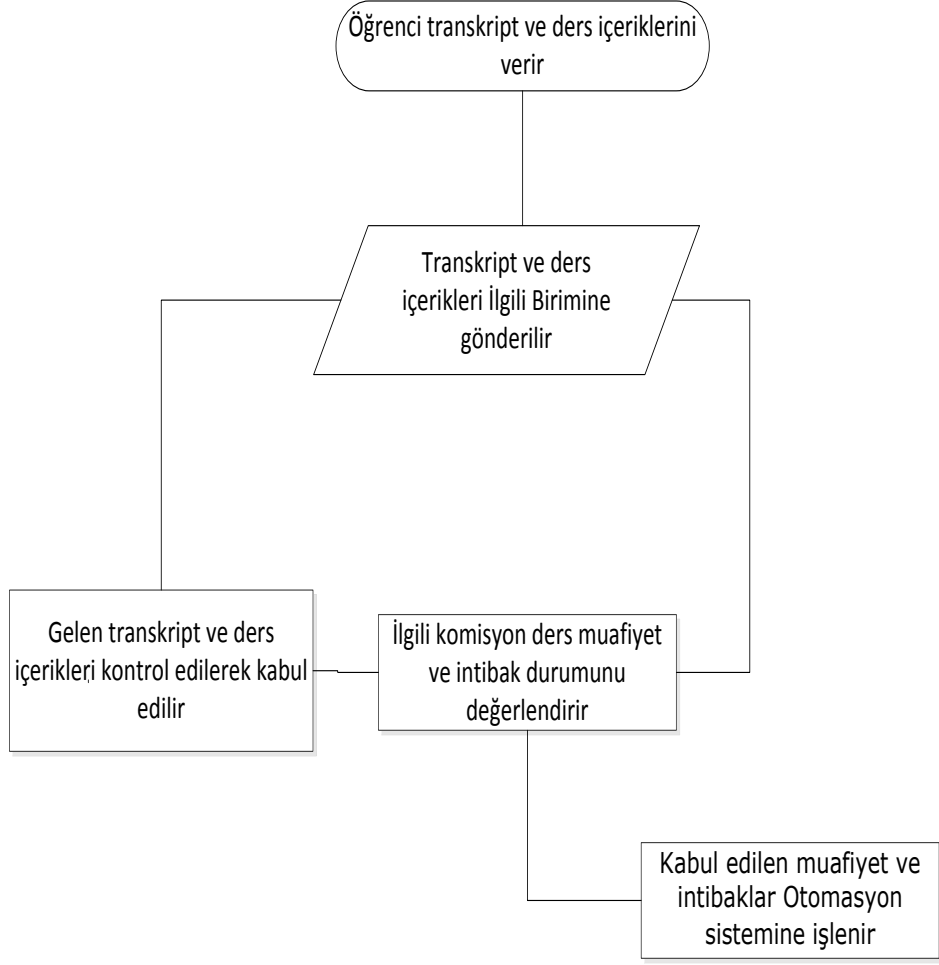 Öğrenci transkript ve ders içeriklerini
verir
Transkript ve ders
içerikleri İlgili Birimine
gönderilir
Gelen transkript ve ders
içerikleri kontrol edilerek kabul
edilir
İlgili komisyon ders muafiyet
ve intibak durumunu
değerlendirir
Kabul edilen muafiyet ve
intibaklar Otomasyon
sistemine işlenir